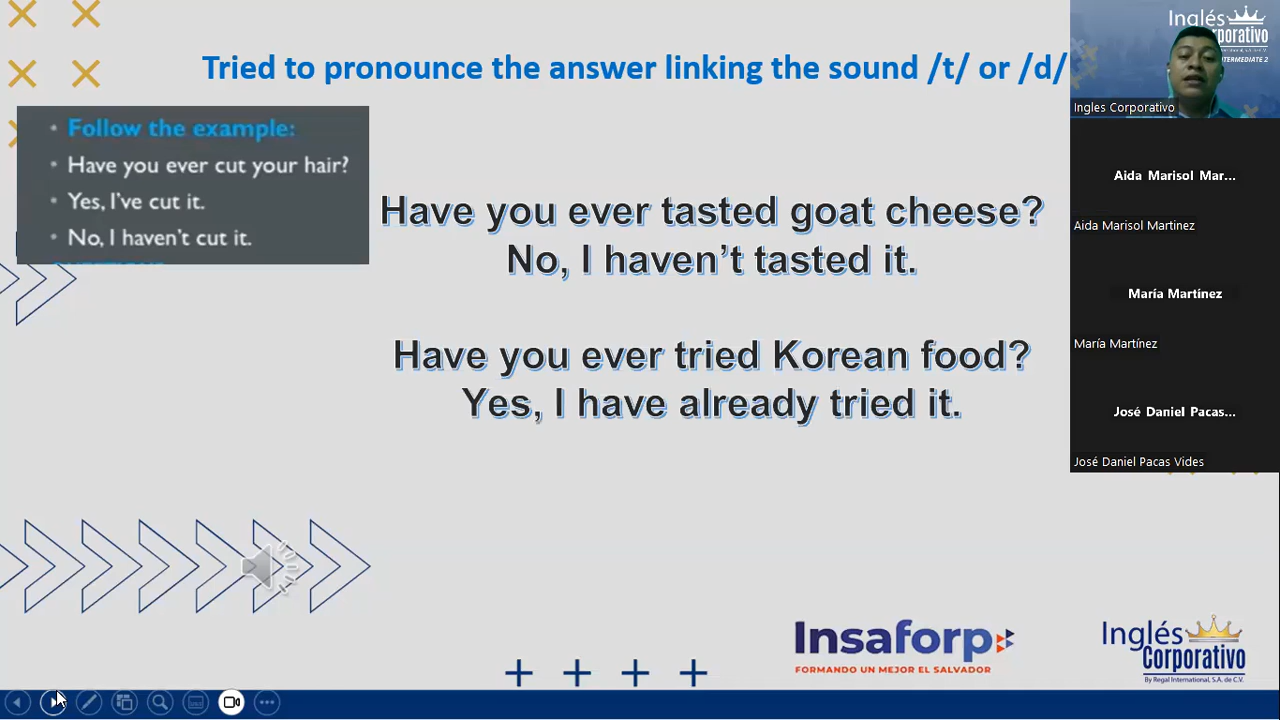 Tried to pronounce the answer linking the sound /t/ or /d/
• Follow the example:
• Have you ever cut your hair?
• Yes, I've cut it.
• No, I haven't cut it.
Have you ever tasted goat cheese?
No, I haven't tasted it.
Have you ever tried Korean food?
Yes, I have already tried it.
Inglés
Corporativo
INTERMEDIATE 2
Ingles Corporativo
Aida Marisol Mar...
Aida Marisol Martinez
María Martínez
María Martínez
José Daniel Pacas...
José Daniel Pacas Vides
Insaforp
FORMANDO UN MEJOR EL SALVADOR
Inglés
Corporativo
By Regal International, S.A. de C.V.